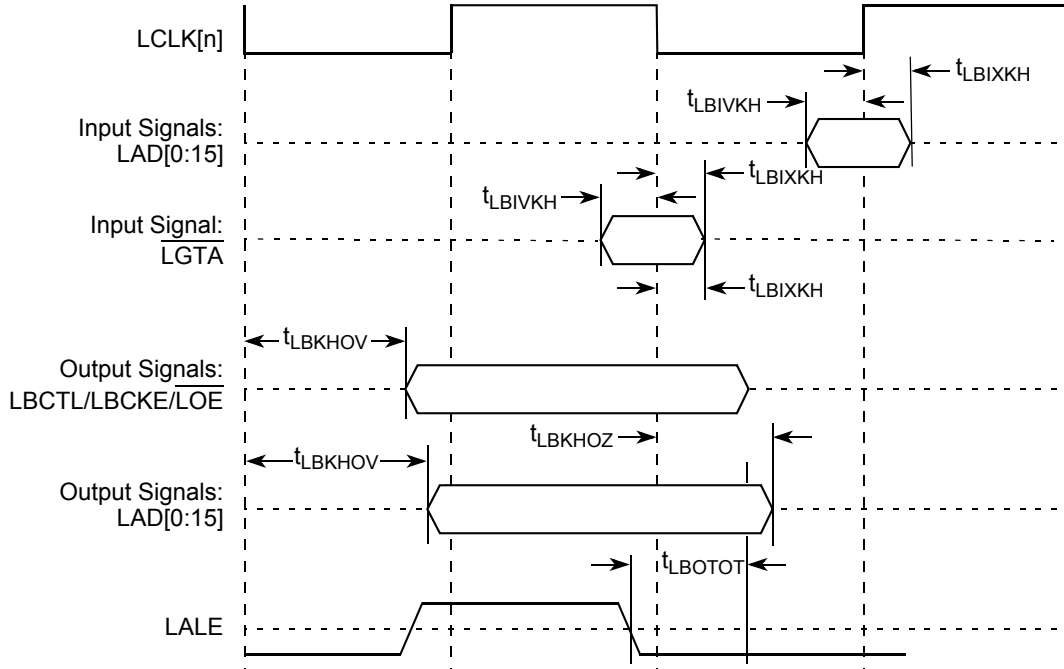 LCLK[n]
tLBIXKH
tLBIVKH
Input Signals:
LAD[0:15]
tLBIXKH
tLBIVKH
Input Signal:
LGTA
tLBIXKH
tLBKHOV
Output Signals:
LBCTL/LBCKE/LOE
tLBKHOZ
tLBKHOV
Output Signals:
LAD[0:15]
tLBOTOT
LALE